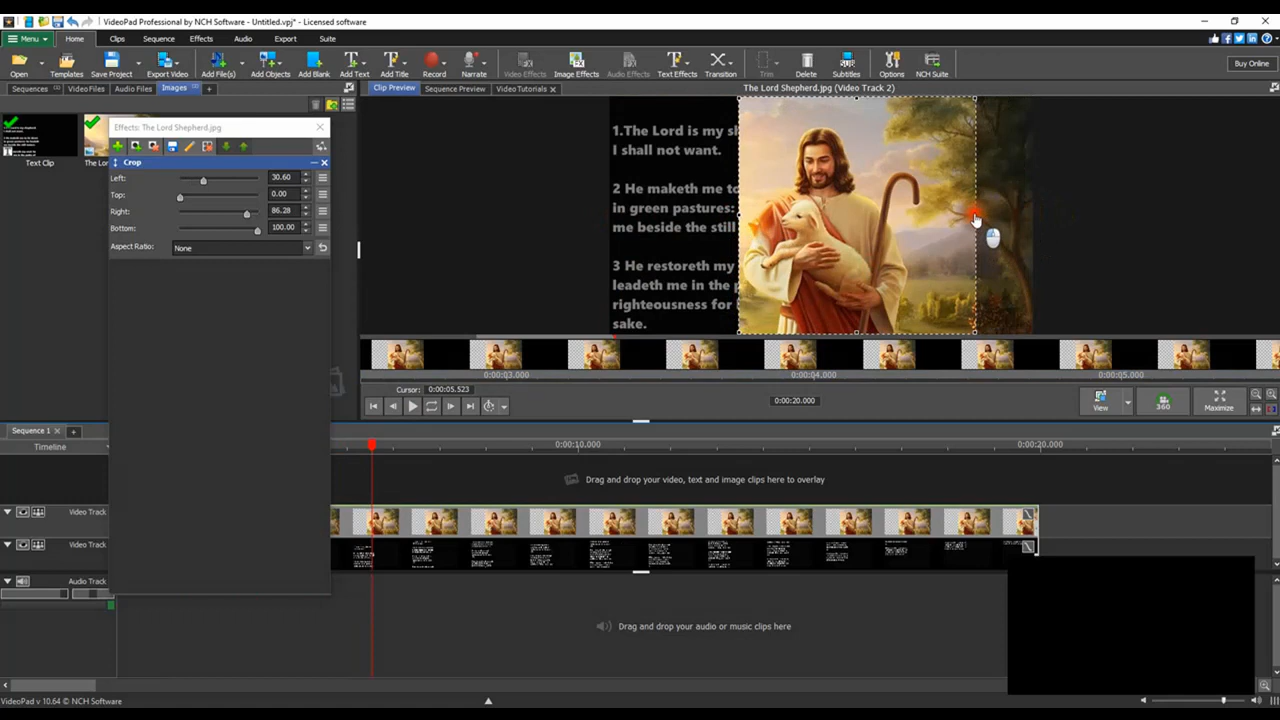 VideoPad Professional by NCH Software - Untitled.vpj* - Licensed software
Menu Home Clips Sequence Effects Audio Export Suite
Open Templates Save Project Export Video Add File(s) Add Objects Add Blank Add Text Add Title Record Narrate Video Effects Image Effects Audio Effects Text Effects Transition Trim Delete Subtitles Options NCH Suite Buy Online
Sequences Video Files Audio Files Images +
Clip Preview Sequence Preview Video Tutorials The Lord Shepherd.jpg (Video Track 2)
Text Clip
The Lo
Effects: The Lord Shepherd.jpg
Crop
Left: 30.60
Top: 0.00
Right: 86.28
Bottom: 100.00
Aspect Ratio: None
1.The Lord is my sh
I shall not want.
2 He maketh me to
in green pastures:
me beside the still
3 He restoreth my
leadeth me in the p
righteousness for
sake.
0:00:03.000 0:00:04.000 0:00:05.000
Cursor: 0:00:05.523
0:00:20.000
View 360 Maximize
Sequence 1 +
Timeline 0:00:10.000 0:00:20.000
Drag and drop your video, text and image clips here to overlay
Video Track
Video Track
Audio Track
Drag and drop your audio or music clips here
VideoPad v 10.64 © NCH Software